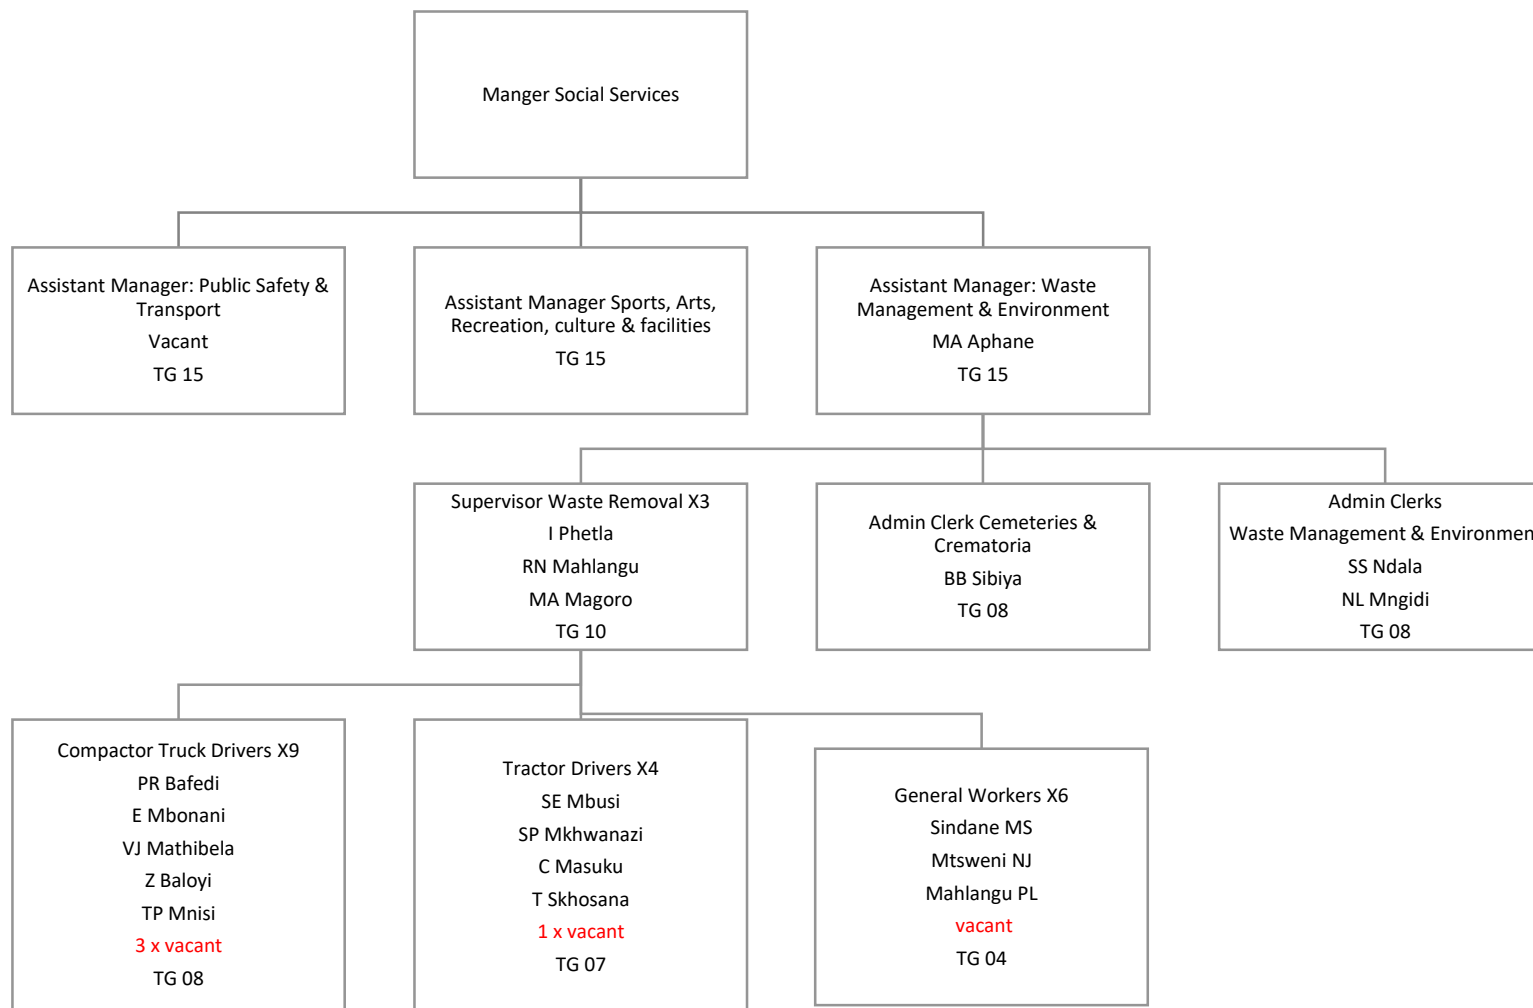 Manger Social Services
Assistant Manager: Public Safety &
Transport
Vacant
TG 15
Assistant Manager Sports, Arts,
Recreation, culture & facilities
TG 15
Assistant Manager: Waste
Management & Environment
MA Aphane
TG 15
Supervisor Waste Removal X3
I Phetla
RN Mahlangu
MA Magoro
TG 10
Admin Clerk Cemeteries &
Crematoria
BB Sibiya
TG 08
Admin Clerks
Waste Management & Environmen
SS Ndala
NL Mngidi
TG 08
Compactor Truck Drivers X9
PR Bafedi
E Mbonani
VJ Mathibela
Z Baloyi
TP Mnisi
3 x vacant
TG 08
Tractor Drivers X4
SE Mbusi
SP Mkhwanazi
C Masuku
T Skhosana
1 x vacant
TG 07
General Workers X6
Sindane MS
Mtsweni NJ
Mahlangu PL
vacant
TG 04